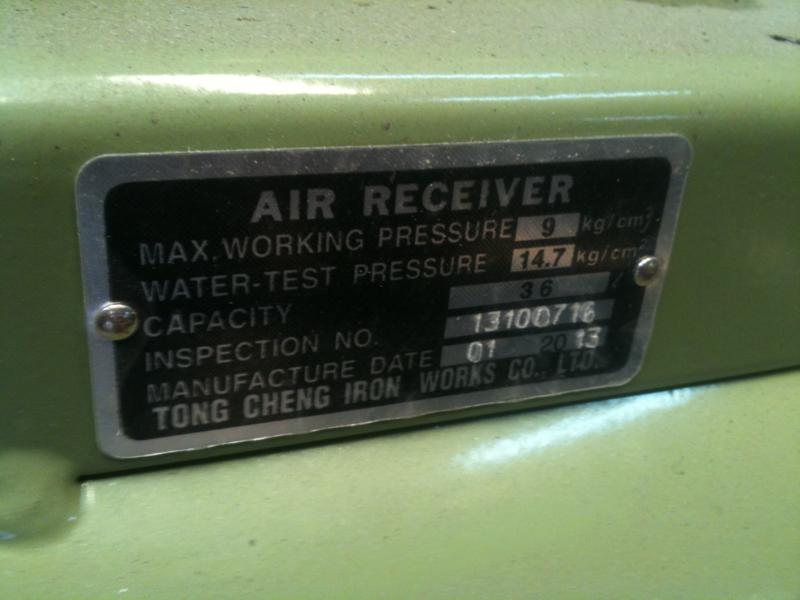 AIR RECEIVER
MAX. WORKING PRESSURE 9 kg/cm².
WATER-TEST PRESSURE 14.7 kg/cm²
CAPACITY 36 ℓ
INSPECTION NO. 13100716
MANUFACTURE DATE 01 2013
TONG CHENG IRON WORKS CO., LTD.